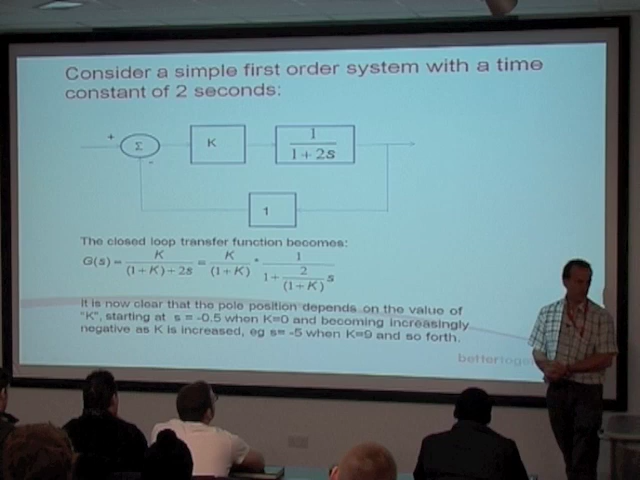 Consider a simple first order system with a time
constant of 2 seconds:
+ Σ - K 1/(1+2s)
1
The closed loop transfer function becomes:
G(s) = K/((1+K)+2s) = K/(1+K) * 1/(1+ 2/(1+K) s)
It is now clear that the pole position depends on the value of
"K", starting at s = -0.5 when K=0 and becoming increasingly
negative as K is increased, eg s= -5 when K=9 and so forth.